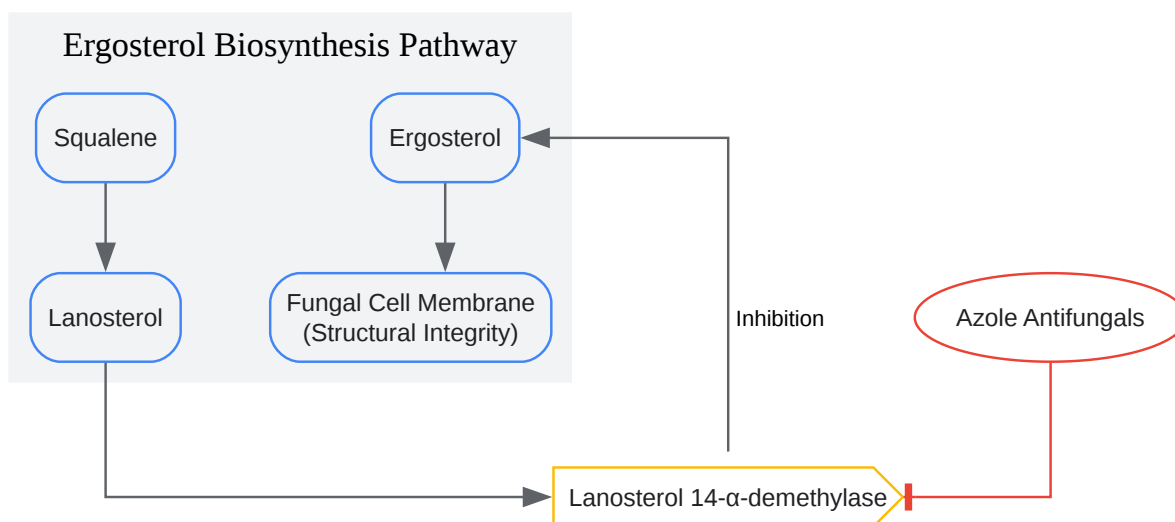 Ergosterol Biosynthesis Pathway
Squalene
Ergosterol
Lanosterol
Fungal Cell Membrane
(Structural Integrity)
Inhibition
Azole Antifungals
Lanosterol 14-α-demethylase